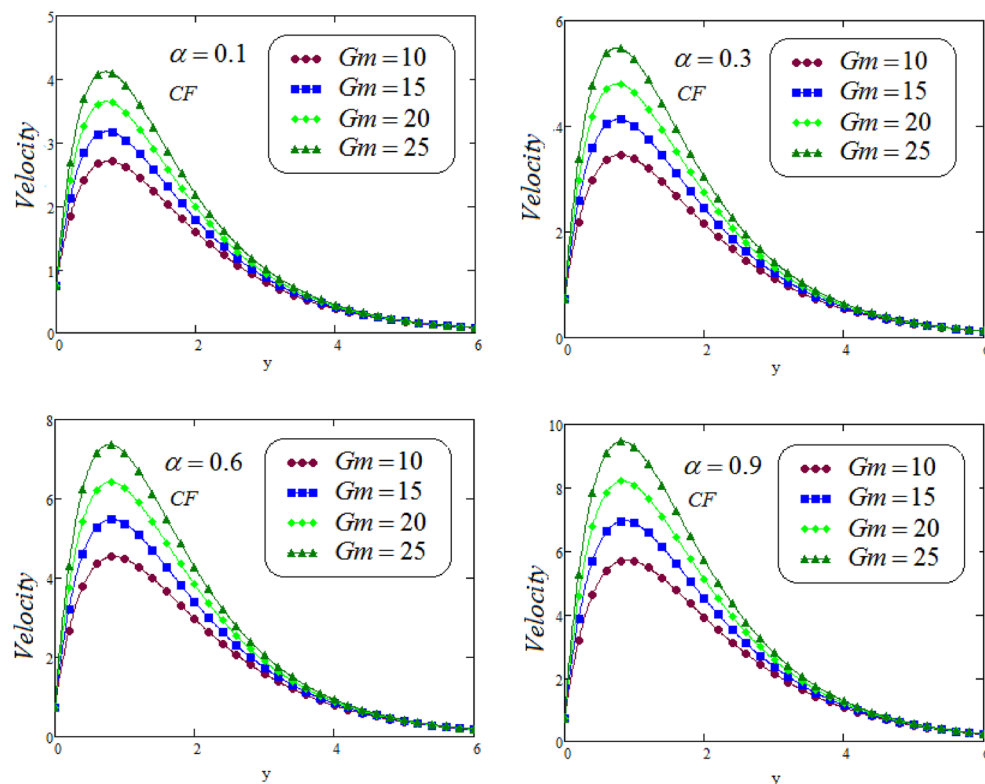 5
4
3
2
1
0
0
2
4
6
Velocity
y
α = 0.1
CF
Gm = 10
Gm = 15
Gm = 20
Gm = 25
6
4
2
0
0
2
4
6
Velocity
y
α = 0.3
CF
Gm = 10
Gm = 15
Gm = 20
Gm = 25
8
6
4
2
0
0
2
4
6
Velocity
y
α = 0.6
CF
Gm = 10
Gm = 15
Gm = 20
Gm = 25
10
8
6
4
2
0
0
2
4
6
Velocity
y
α = 0.9
CF
Gm = 10
Gm = 15
Gm = 20
Gm = 25